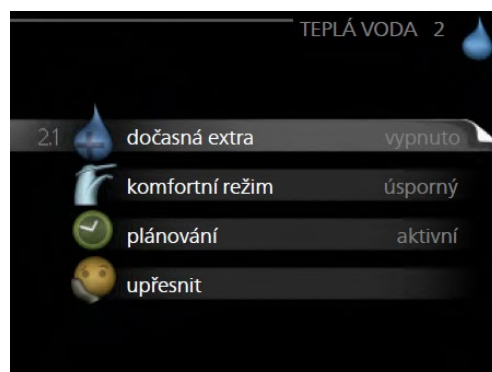 TEPLÁ VODA 2
2.1 dočasná extra vypnuto
komfortní režim úsporný
plánování aktivní
upřesnit